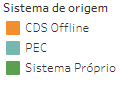 Sistema de origem
CDS Offline
PEC
Sistema Próprio